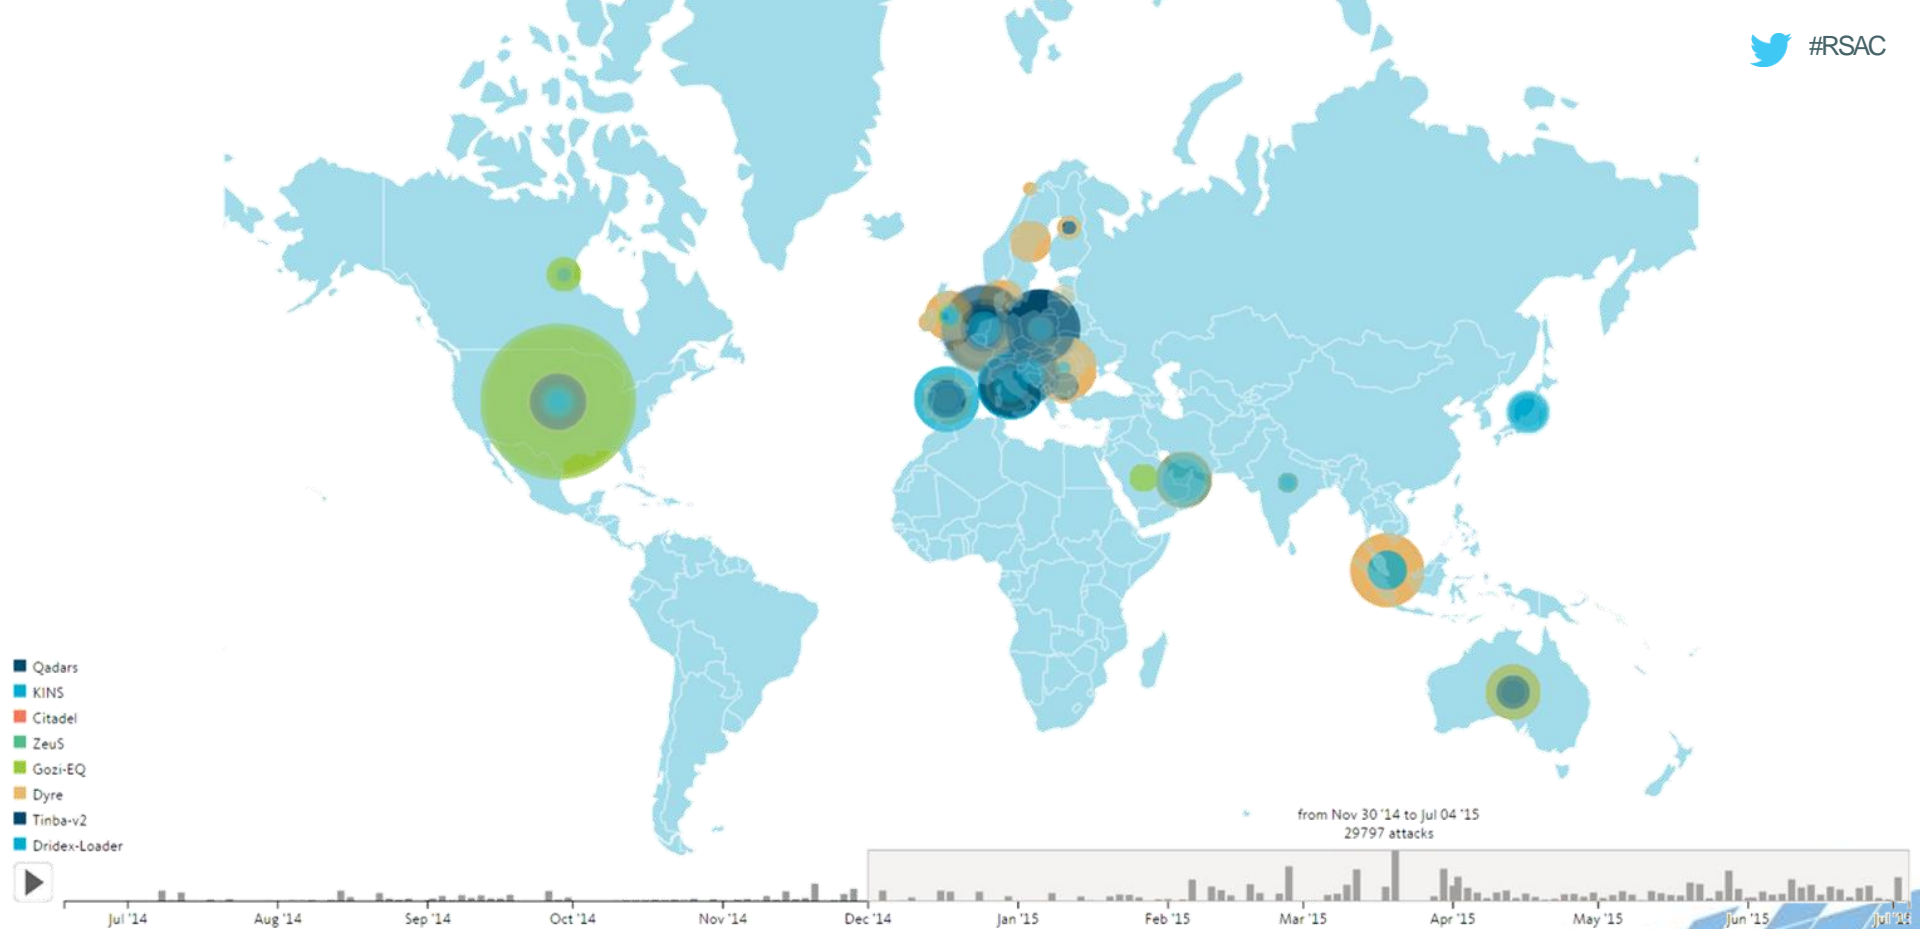 #RSAC
Qadars
KINS
Citadel
ZeuS
Gozi-EQ
Dyre
Tinba-v2
Dridex-Loader
from Nov 30 '14 to Jul 04 '15
29797 attacks
Jul '14 Aug '14 Sep '14 Oct '14 Nov '14 Dec '14 Jan '15 Feb '15 Mar '15 Apr '15 May '15 Jun '15 Jul '15